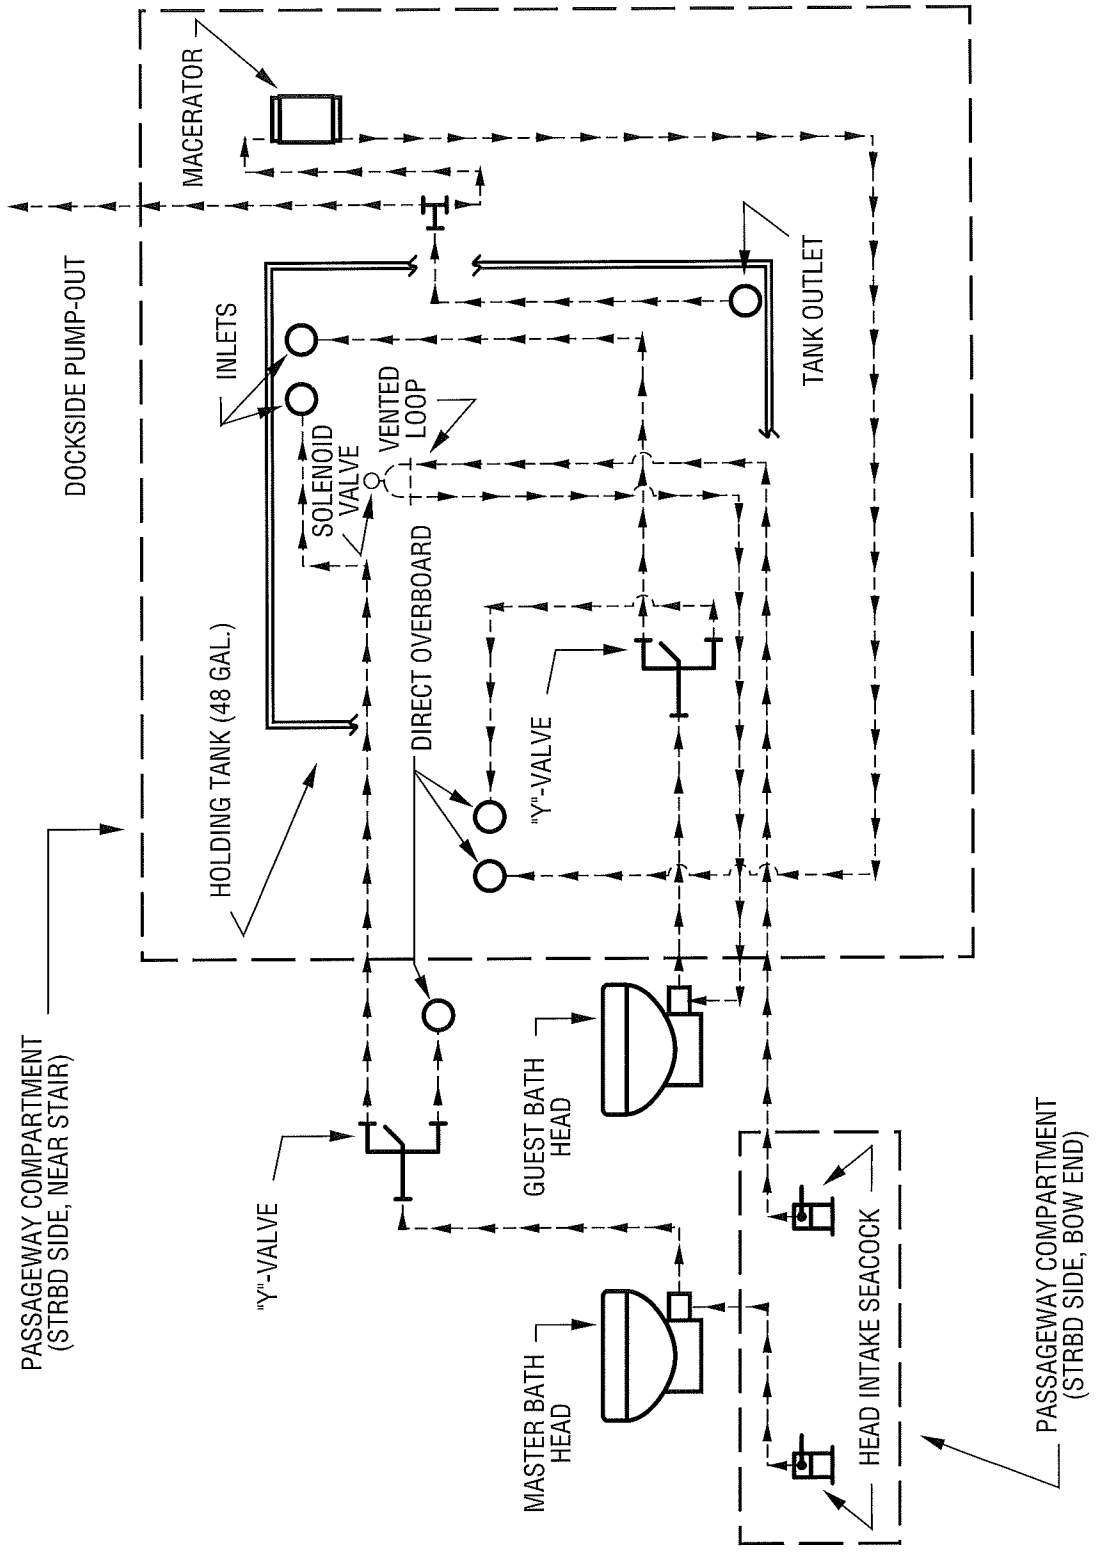 PASSAGEWAY COMPARTMENT
(STRBD SIDE, NEAR STAIR)
DOCKSIDE PUMP-OUT
MACERATOR
HOLDING TANK (48 GAL.)
INLETS
"Y"-VALVE
SOLENOID
VALVE
VENTED
LOOP
DIRECT OVERBOARD
"Y"-VALVE
TANK OUTLET
MASTER BATH
HEAD
GUEST BATH
HEAD
HEAD INTAKE SEACOCK
PASSAGEWAY COMPARTMENT
(STRBD SIDE, BOW END)